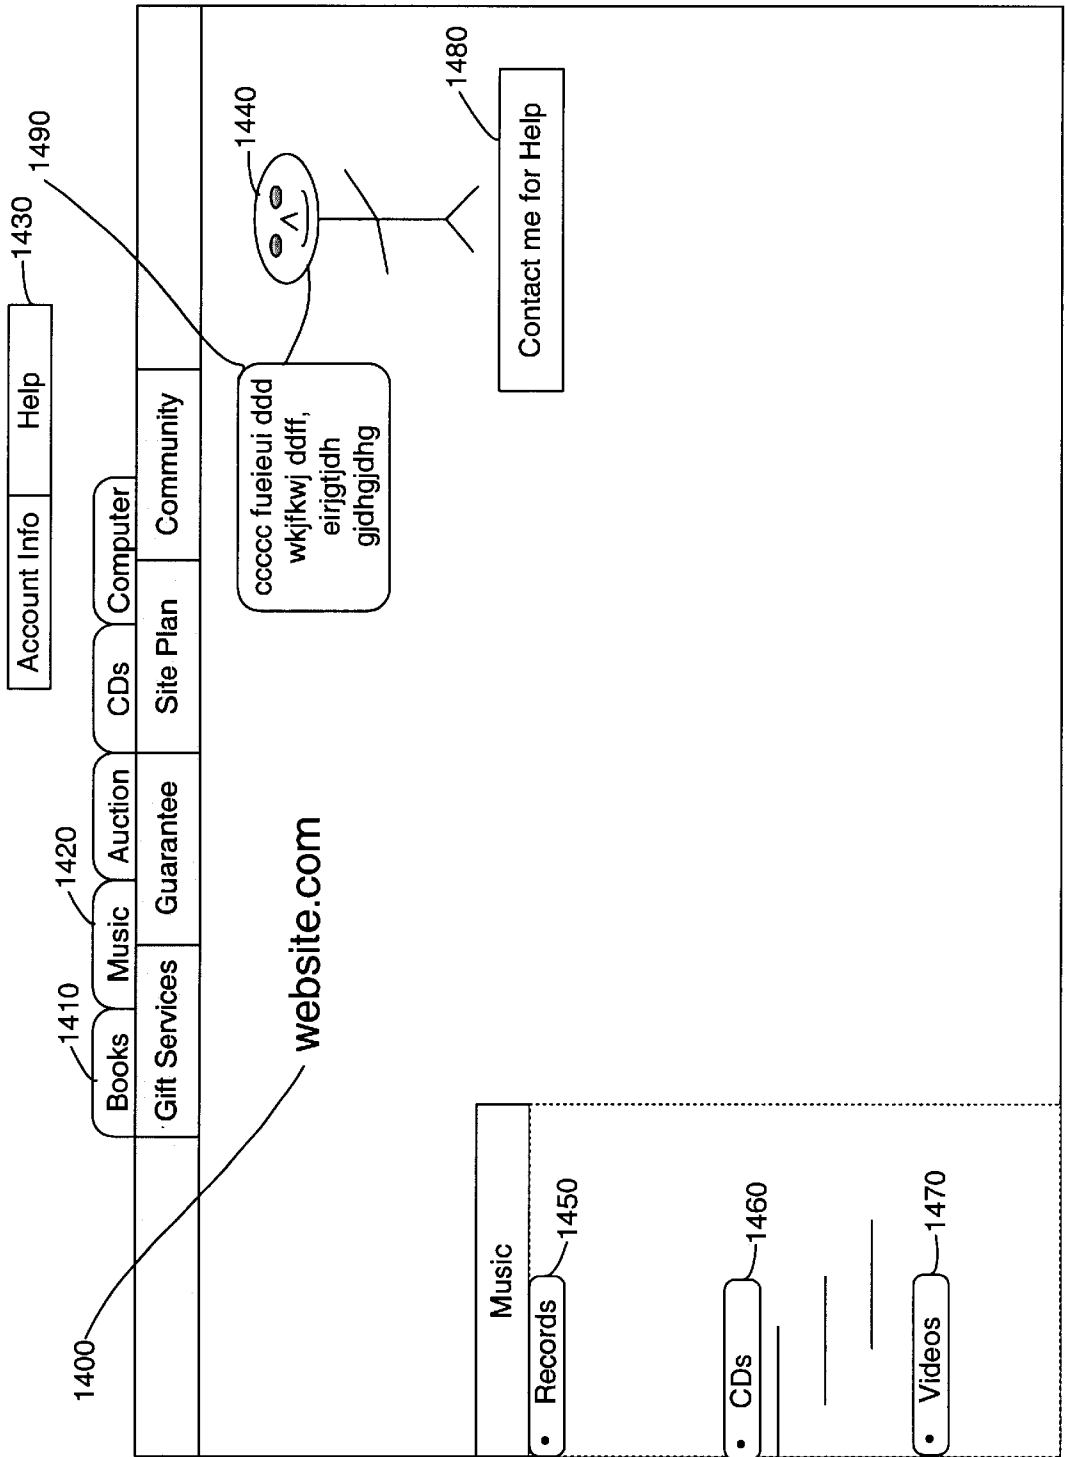 Account Info
Help
1430
1490
1410
1420
Books
Music
Auction
CDs
Computer
Gift Services
Guarantee
Site Plan
Community
1400
website.com
ccccc fueieui ddd
wkjfkwj ddff,
eirjgtjdh
gjdhgjdhg
1440
1480
Contact me for Help
Music
• Records
1450
• CDs
1460
• Videos
1470